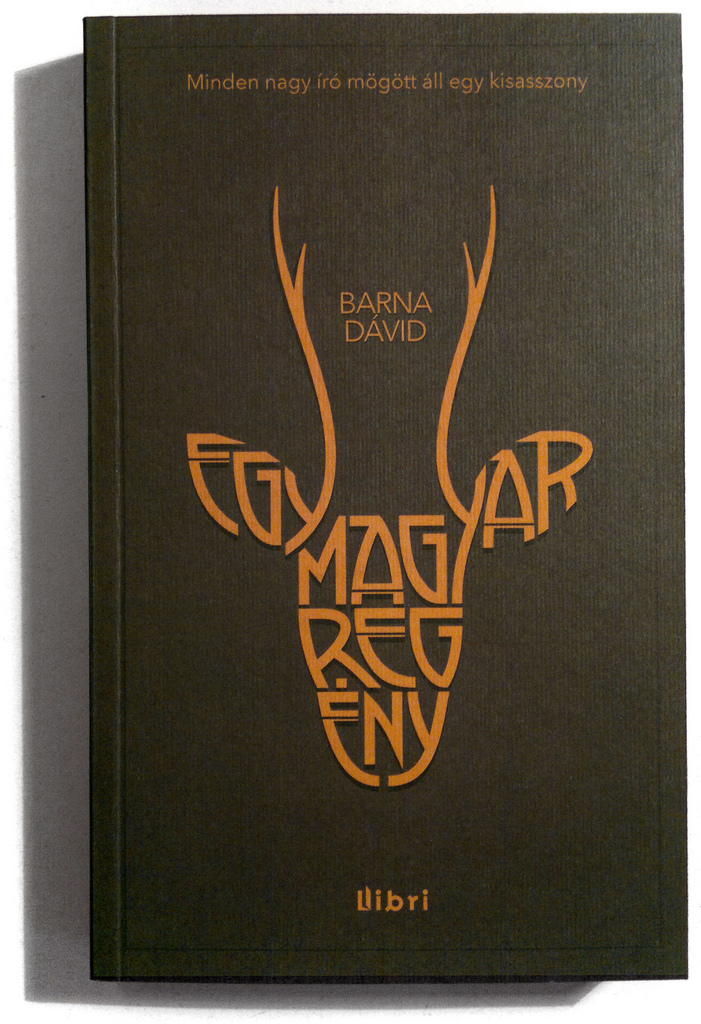 Minden nagy író mögött áll egy kisasszony
BARNA
DÁVID
EGY
MAGYAR
REG
ÉNY
Libri